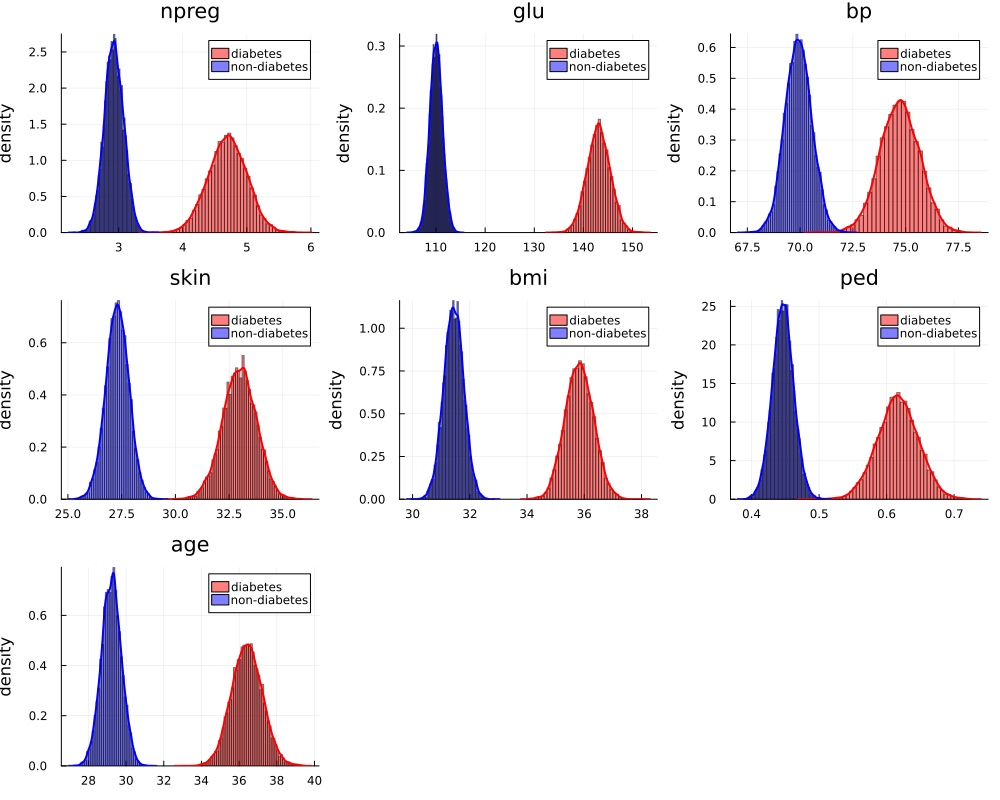 npreg
density
2.5
2.0
1.5
1.0
0.5
0.0
3 4 5 6
diabetes
non-diabetes
glu
density
0.3
0.2
0.1
0.0
110 120 130 140 150
diabetes
non-diabetes
bp
density
0.6
0.5
0.4
0.3
0.2
0.1
0.0
67.5 70.0 72.5 75.0 77.5
diabetes
non-diabetes
skin
density
0.6
0.4
0.2
0.0
25.0 27.5 30.0 32.5 35.0
diabetes
non-diabetes
bmi
density
1.00
0.75
0.50
0.25
0.00
30 32 34 36 38
diabetes
non-diabetes
ped
density
25
20
15
10
5
0
0.4 0.5 0.6 0.7
diabetes
non-diabetes
age
density
0.6
0.4
0.2
0.0
28 30 32 34 36 38 40
diabetes
non-diabetes